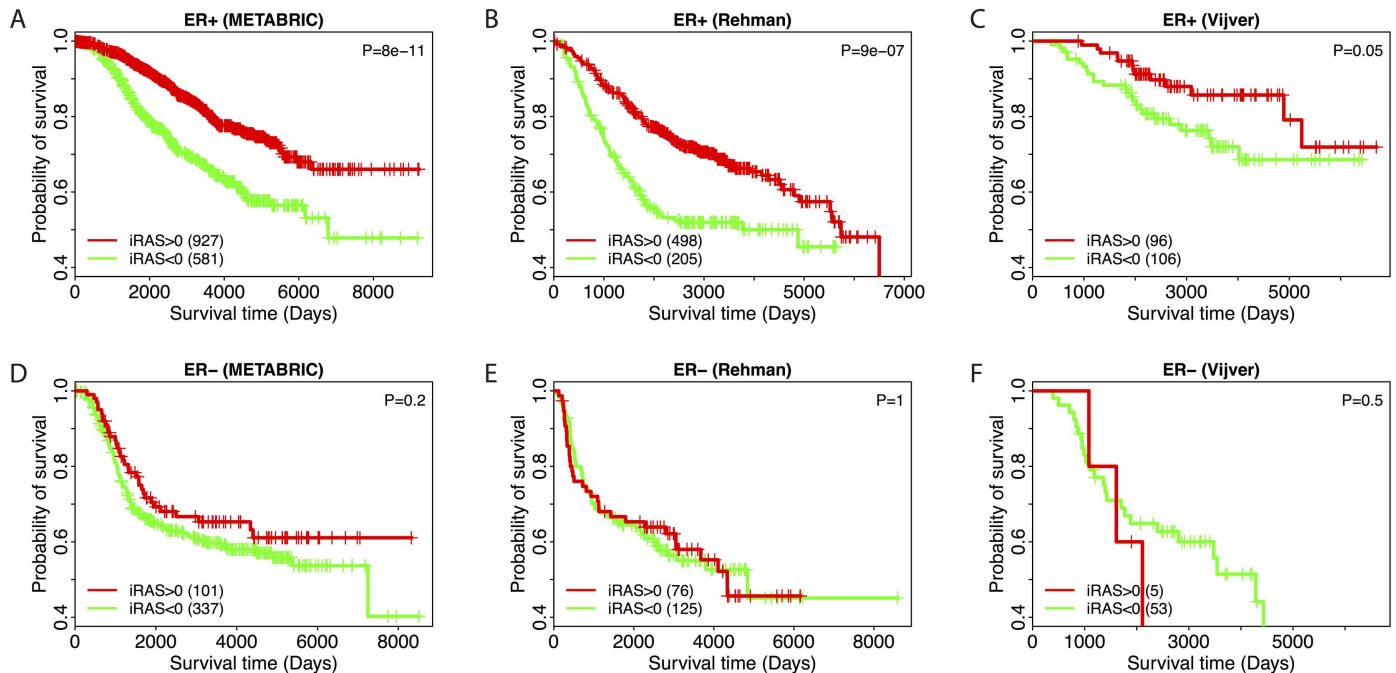 A
ER+ (METABRIC)
P=8e−11
Probability of survival
1.0
0.8
0.6
0.4
iRAS>0 (927)
iRAS<0 (581)
0 2000 4000 6000 8000
Survival time (Days)
B
ER+ (Rehman)
P=9e−07
Probability of survival
1.0
0.8
0.6
0.4
iRAS>0 (498)
iRAS<0 (205)
0 1000 3000 5000 7000
Survival time (Days)
C
ER+ (Vijver)
P=0.05
Probability of survival
1.0
0.8
0.6
0.4
iRAS>0 (96)
iRAS<0 (106)
0 1000 3000 5000
Survival time (Days)
D
ER− (METABRIC)
P=0.2
Probability of survival
1.0
0.8
0.6
0.4
iRAS>0 (101)
iRAS<0 (337)
0 2000 4000 6000 8000
Survival time (Days)
E
ER− (Rehman)
P=1
Probability of survival
1.0
0.8
0.6
0.4
iRAS>0 (76)
iRAS<0 (125)
0 2000 4000 6000 8000
Survival time (Days)
F
ER− (Vijver)
P=0.5
Probability of survival
1.0
0.8
0.6
0.4
iRAS>0 (5)
iRAS<0 (53)
0 1000 3000 5000
Survival time (Days)